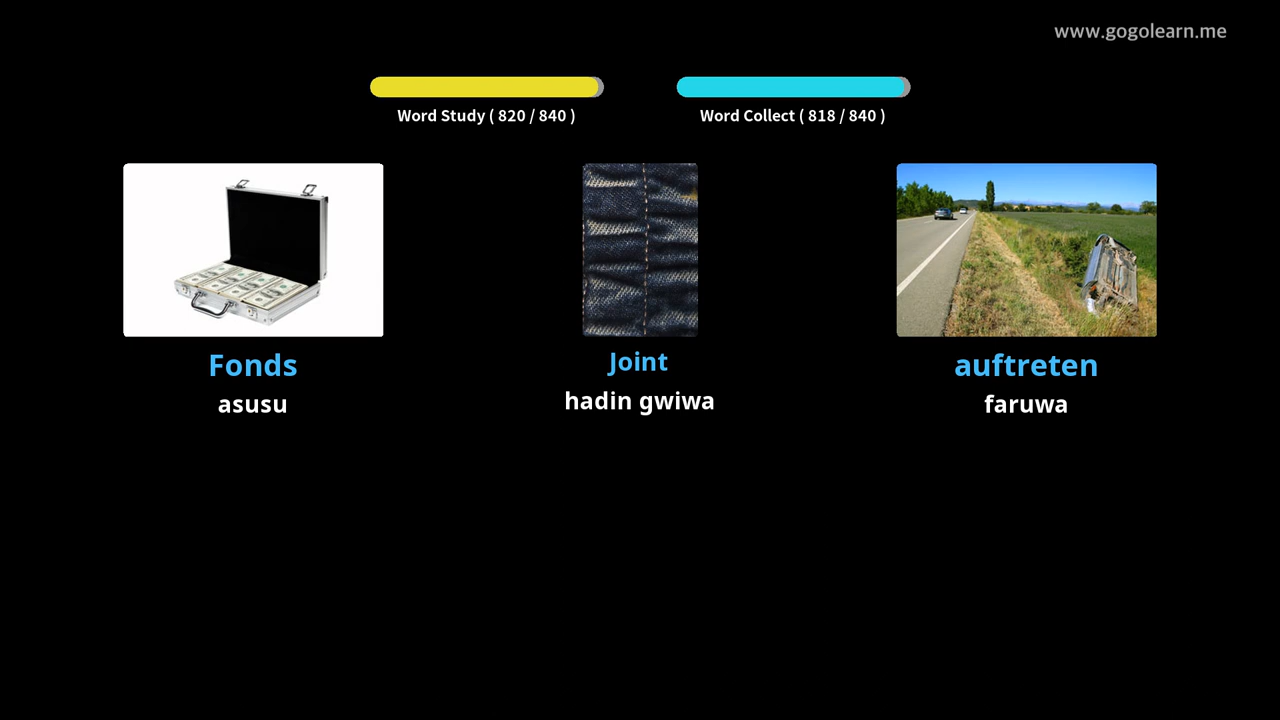 www.gogolearn.me
Word Study ( 820 / 840 )
Word Collect ( 818 / 840 )
Fonds
asusu
Joint
hadin gwiwa
auftreten
faruwa